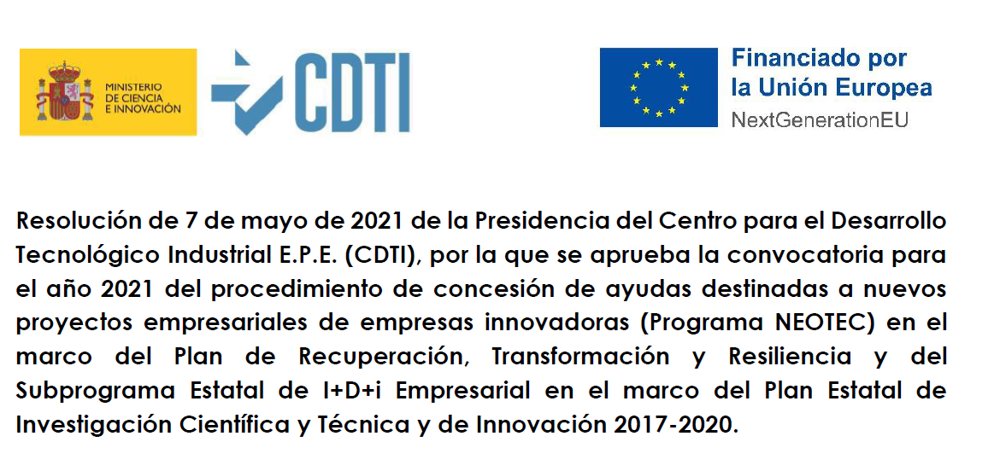 MINISTERIO
DE CIENCIA
E INNOVACIÓN
CDTI
Financiado por
la Unión Europea
NextGenerationEU
Resolución de 7 de mayo de 2021 de la Presidencia del Centro para el Desarrollo
Tecnológico Industrial E.P.E. (CDTI), por la que se aprueba la convocatoria para
el año 2021 del procedimiento de concesión de ayudas destinadas a nuevos
proyectos empresariales de empresas innovadoras (Programa NEOTEC) en el
marco del Plan de Recuperación, Transformación y Resiliencia y del
Subprograma Estatal de I+D+i Empresarial en el marco del Plan Estatal de
Investigación Científica y Técnica y de Innovación 2017-2020.